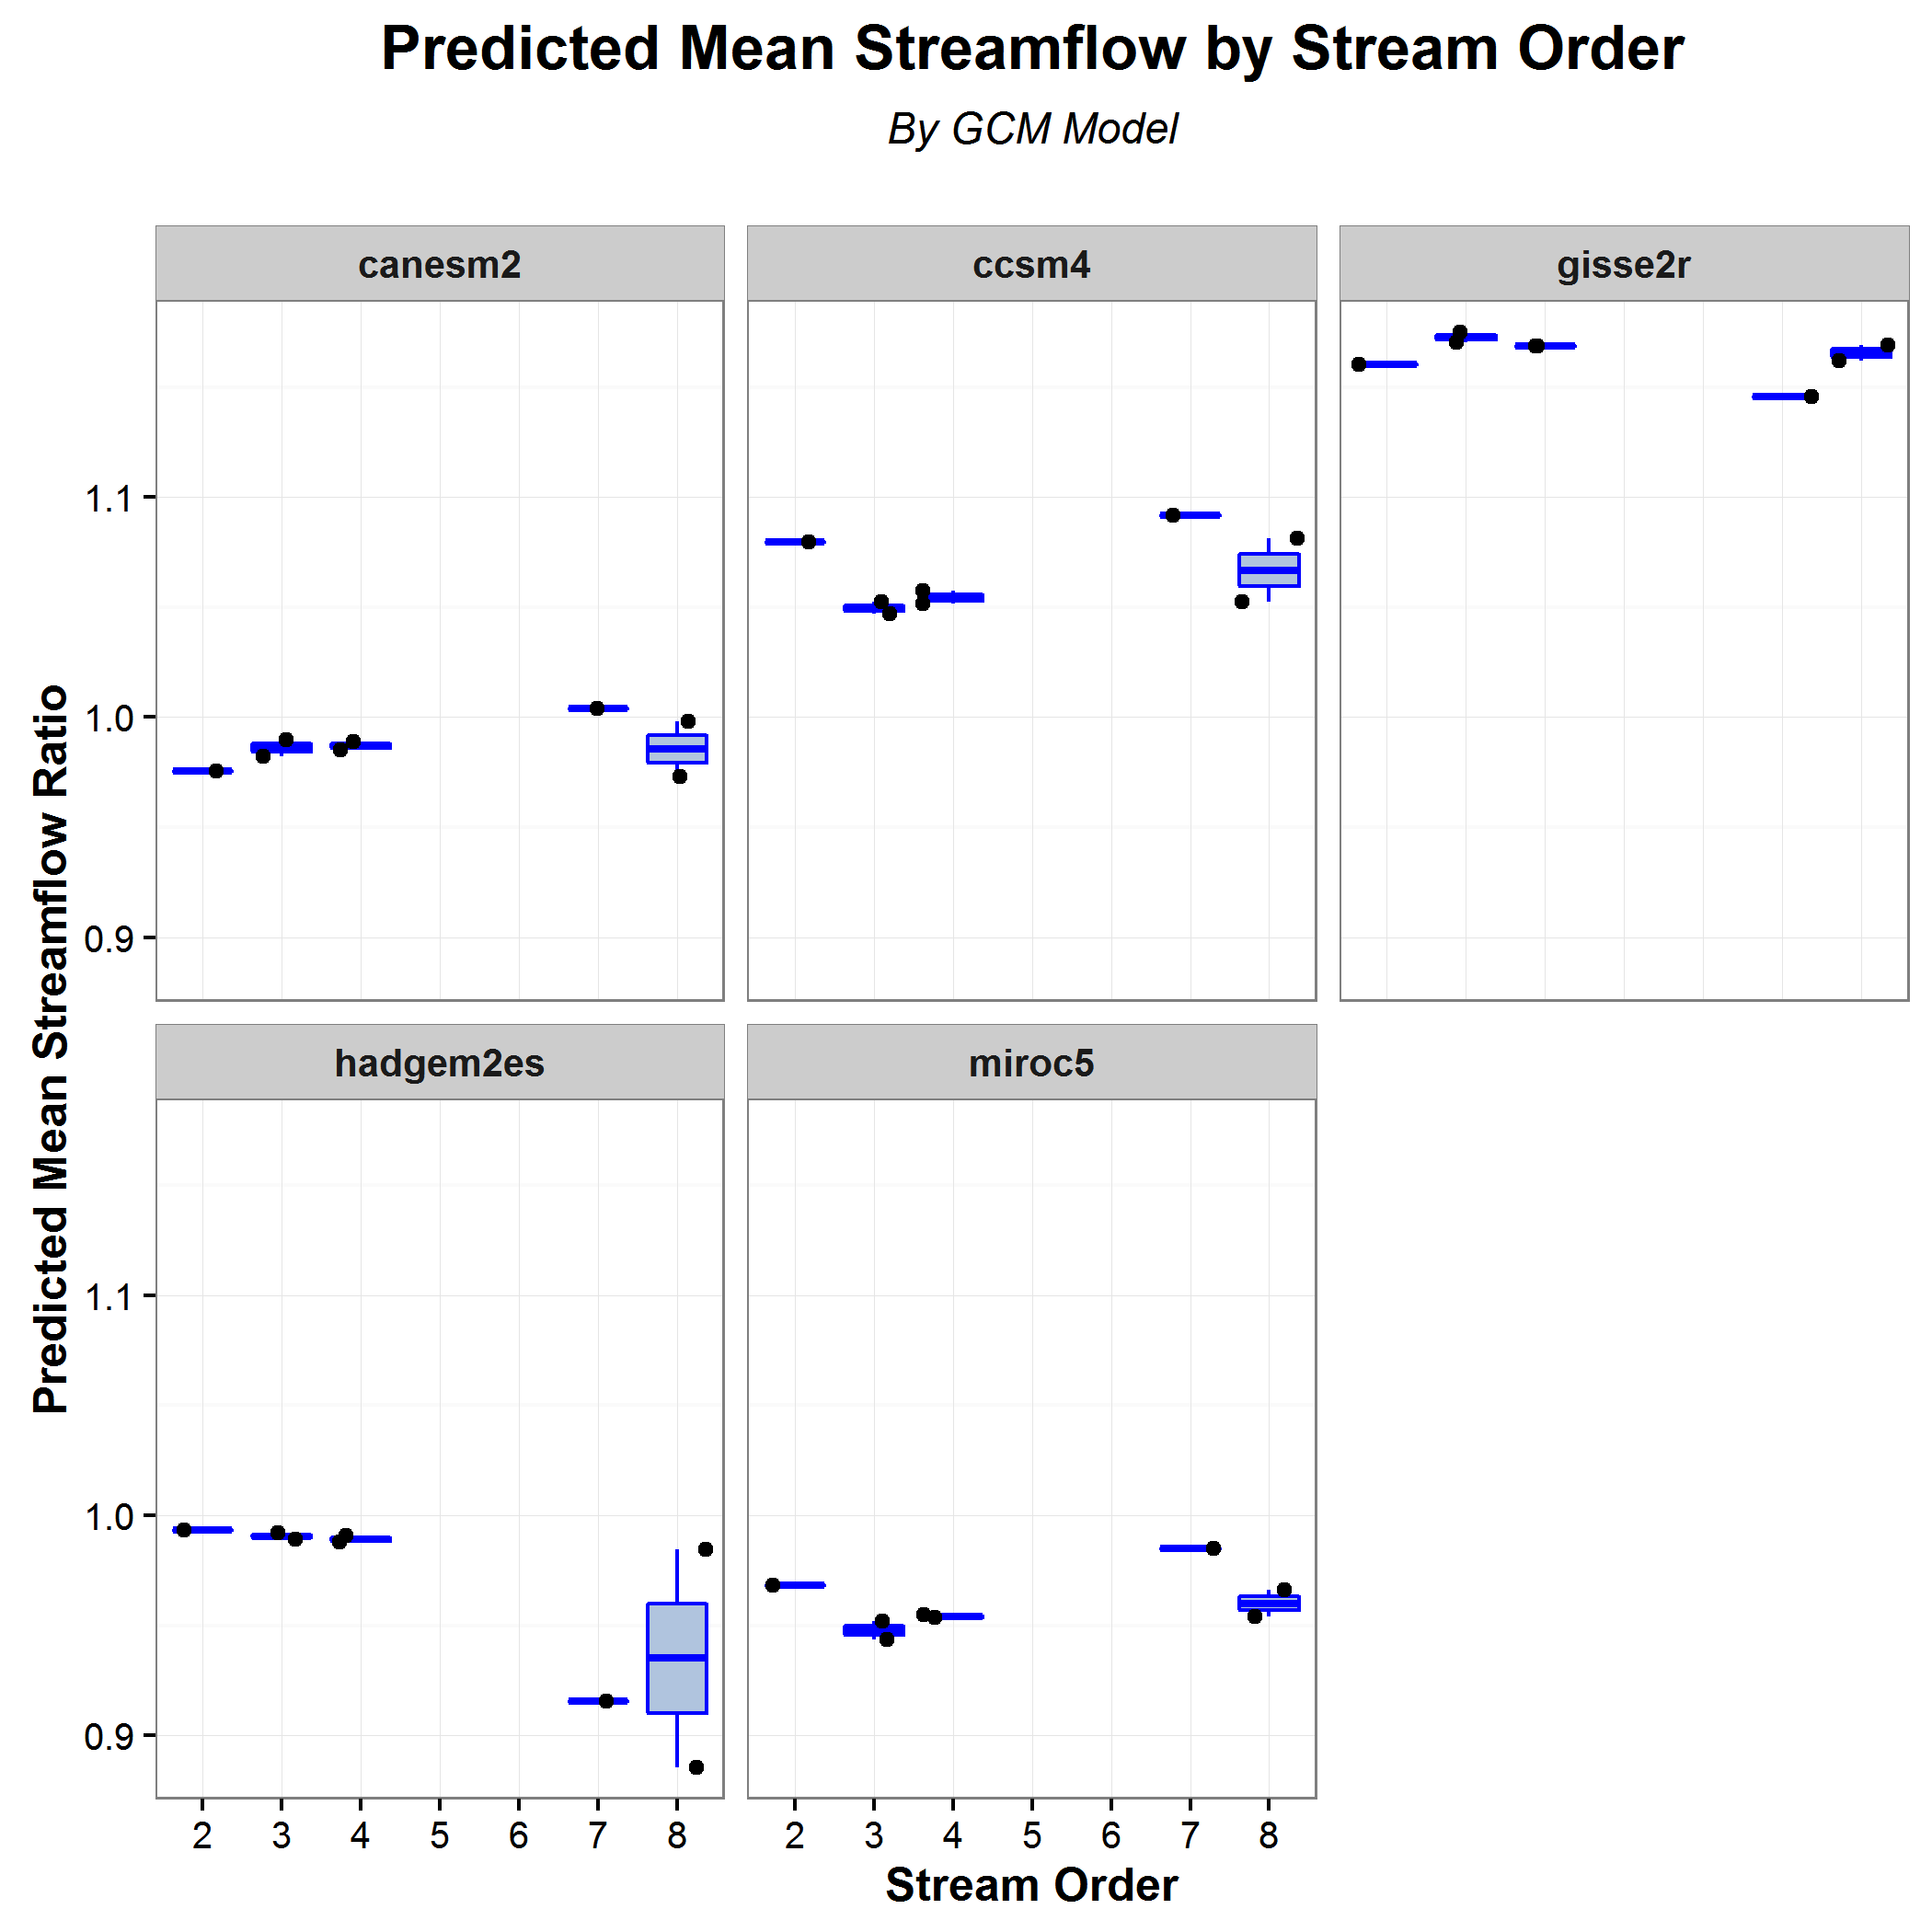 Predicted Mean Streamflow by Stream Order
By GCM Model
canesm2
ccsm4
gisse2r
1.1
1.0
0.9
Predicted Mean Streamflow Ratio
hadgem2es
miroc5
1.1
1.0
0.9
2 3 4 5 6 7 8
2 3 4 5 6 7 8
Stream Order